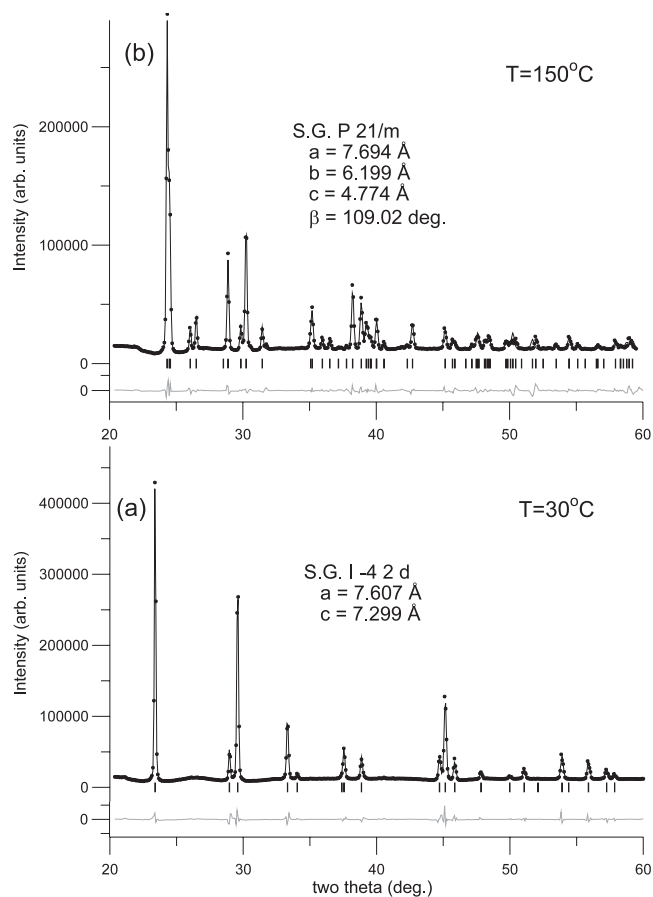 (b)
T=150°C
S.G. P 21/m
a = 7.694 Å
b = 6.199 Å
c = 4.774 Å
β = 109.02 deg.
Intensity (arb. units)
200000
100000
0
0
20 30 40 50 60
(a)
T=30°C
S.G. I -4 2 d
a = 7.607 Å
c = 7.299 Å
Intensity (arb. units)
400000
300000
200000
100000
0
0
20 30 40 50 60
two theta (deg.)